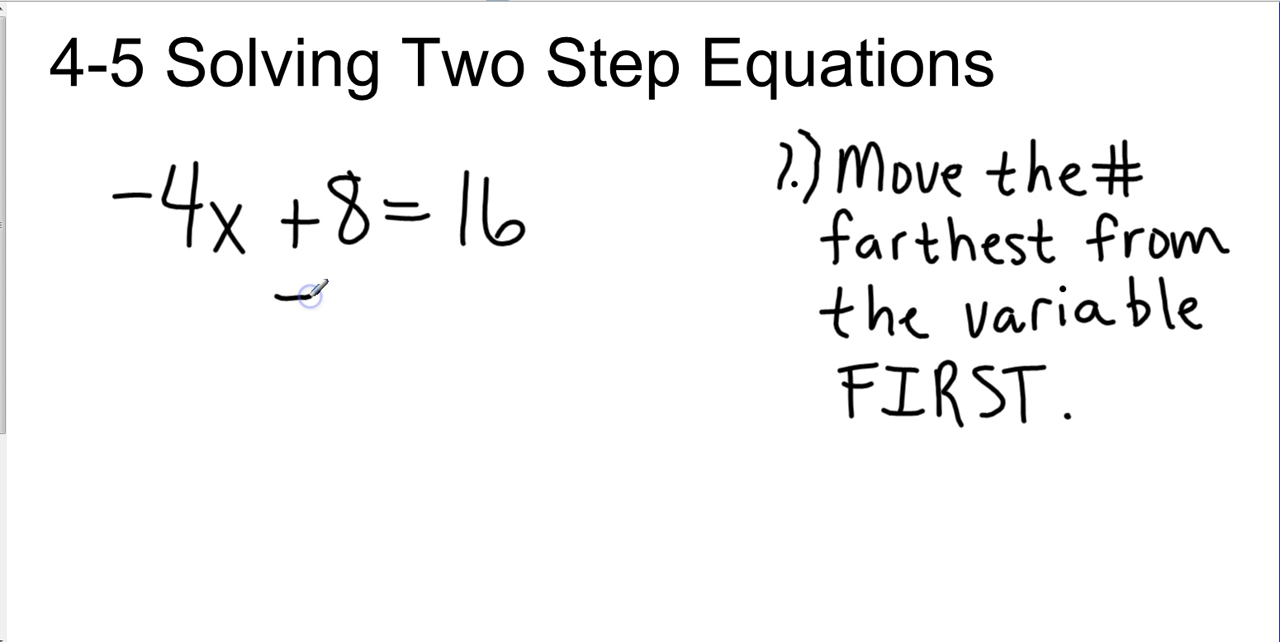 4-5 Solving Two Step Equations
-4x + 8 = 16
–
1.) Move the #
farthest from
the variable
FIRST.